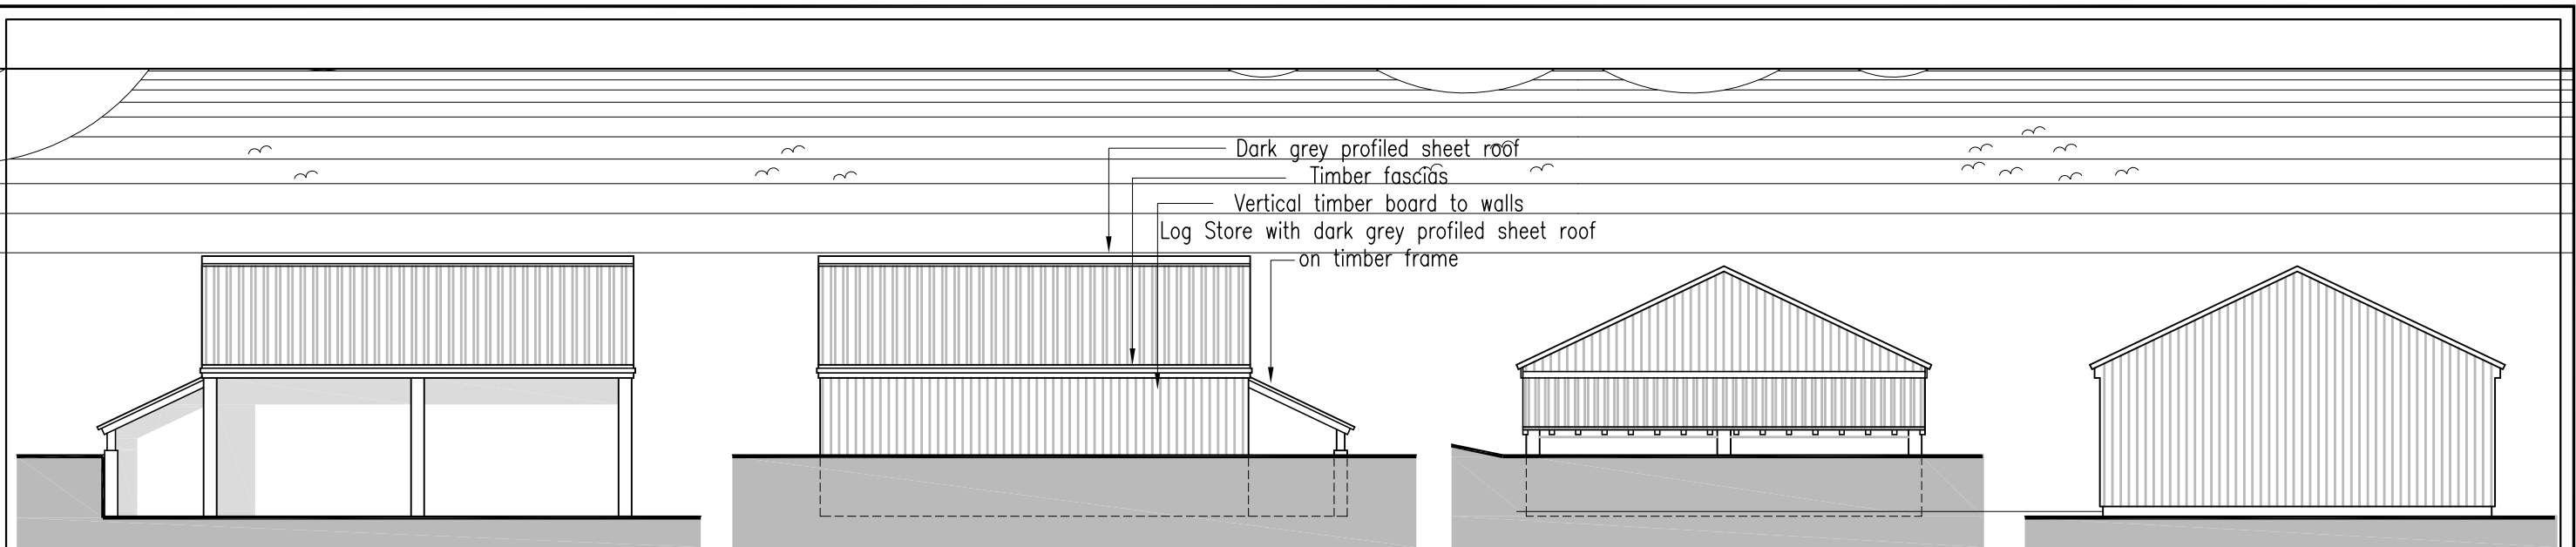 Dark grey profiled sheet roof
Timber fascias
Vertical timber board to walls
Log Store with dark grey profiled sheet roof
on timber frame